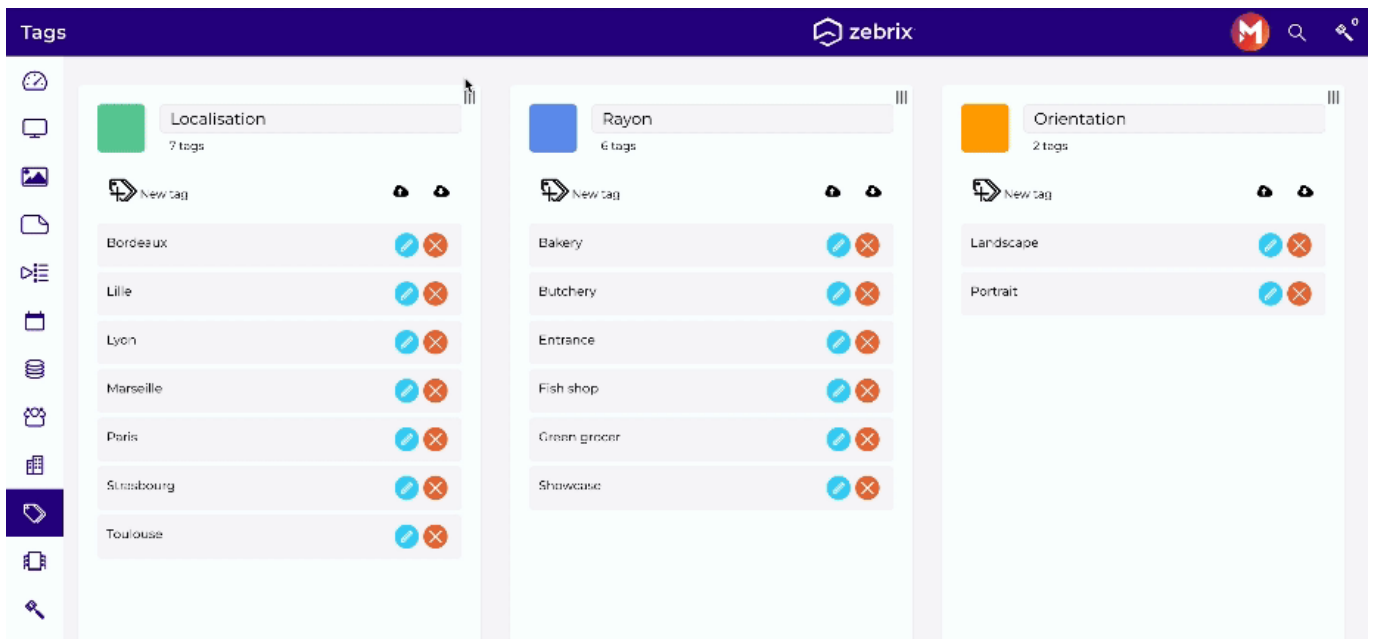 Tags
zebrix
0
Localisation
7 tags
New tag
Bordeaux
Lille
Lyon
Marseille
Paris
Strasbourg
Toulouse
Rayon
6 tags
New tag
Bakery
Butchery
Entrance
Fish shop
Green grocer
Showcase
Orientation
2 tags
New tag
Landscape
Portrait